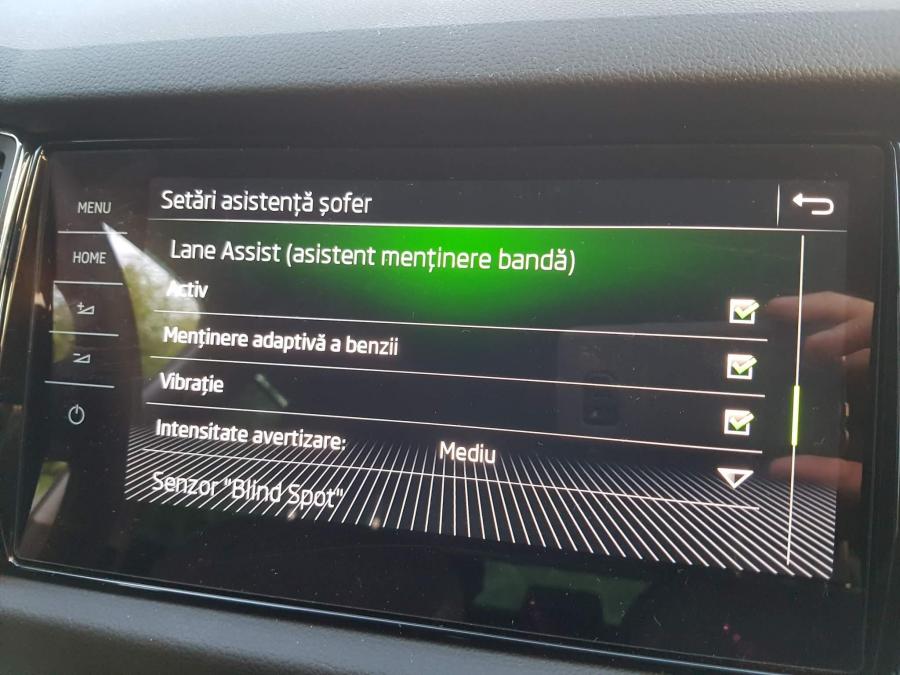 MENU
Setări asistență șofer
HOME
Lane Assist (asistent menținere bandă)
Activ
Menținere adaptivă a benzii
Vibrație
Intensitate avertizare: Mediu
Senzor "Blind Spot"